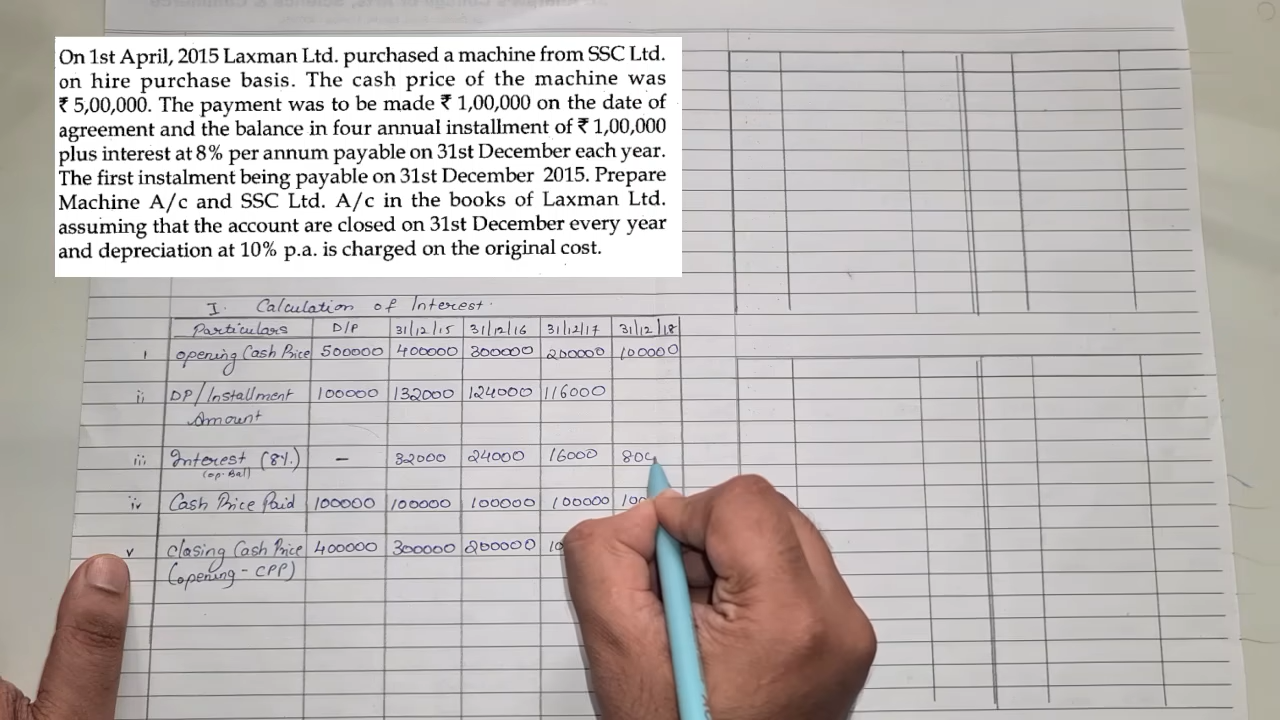 On 1st April, 2015 Laxman Ltd. purchased a machine from SSC Ltd.
on hire purchase basis. The cash price of the machine was
₹ 5,00,000. The payment was to be made ₹ 1,00,000 on the date of
agreement and the balance in four annual installment of ₹ 1,00,000
plus interest at 8% per annum payable on 31st December each year.
The first instalment being payable on 31st December 2015. Prepare
Machine A/c and SSC Ltd. A/c in the books of Laxman Ltd.
assuming that the account are closed on 31st December every year
and depreciation at 10% p.a. is charged on the original cost.
I. Calculation of Interest.
Particulars D/P 31/12/15 31/12/16 31/12/17 31/12/18
i opening Cash Price 500000 400000 300000 200000 100000
ii DP/Installment 100000 132000 124000 116000
Amount
iii Interest (8%) - 32000 24000 16000 800
(op. Bal)
iv Cash Price Paid 100000 100000 100000 100000 100
v Clasing Cash Price 400000 300000 200000 10
(opening - CPP)